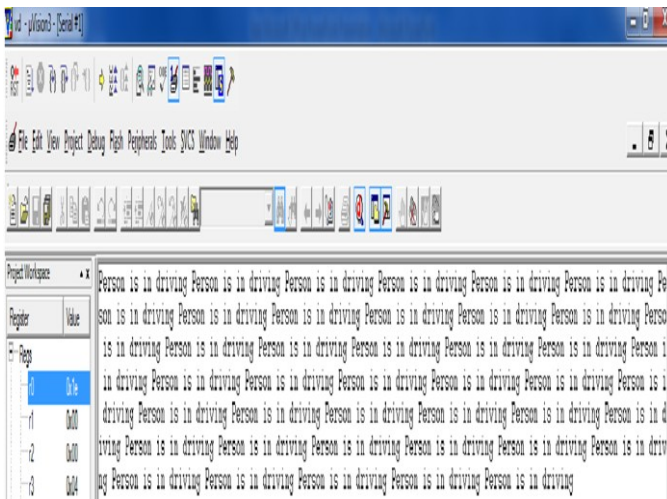 vd - µVision3 - [Serial #1]
File Edit View Project Debug Flash Peripherals Tools SVCS Window Help
Project Workspace
Register Value
Regs
r0 0x1e
r1 0x00
r2 0x00
r3 0x04
Person is in driving Person is in driving Person is in driving Person is in driving Person is in driving Person is in driving Pe
son is in driving Person is in driving Person is in driving Person is in driving Person is in driving Person is in driving Perso
is in driving Person is in driving Person is in driving Person is in driving Person is in driving Person is in driving Person i
in driving Person is in driving Person is in driving Person is in driving Person is in driving Person is in driving Person is i
driving Person is in driving Person is in driving Person is in driving Person is in driving Person is in driving Person is in d
iving Person is in driving Person is in driving Person is in driving Person is in driving Person is in driving Person is in driv
ng Person is in driving Person is in driving Person is in driving Person is in driving Person is in driving